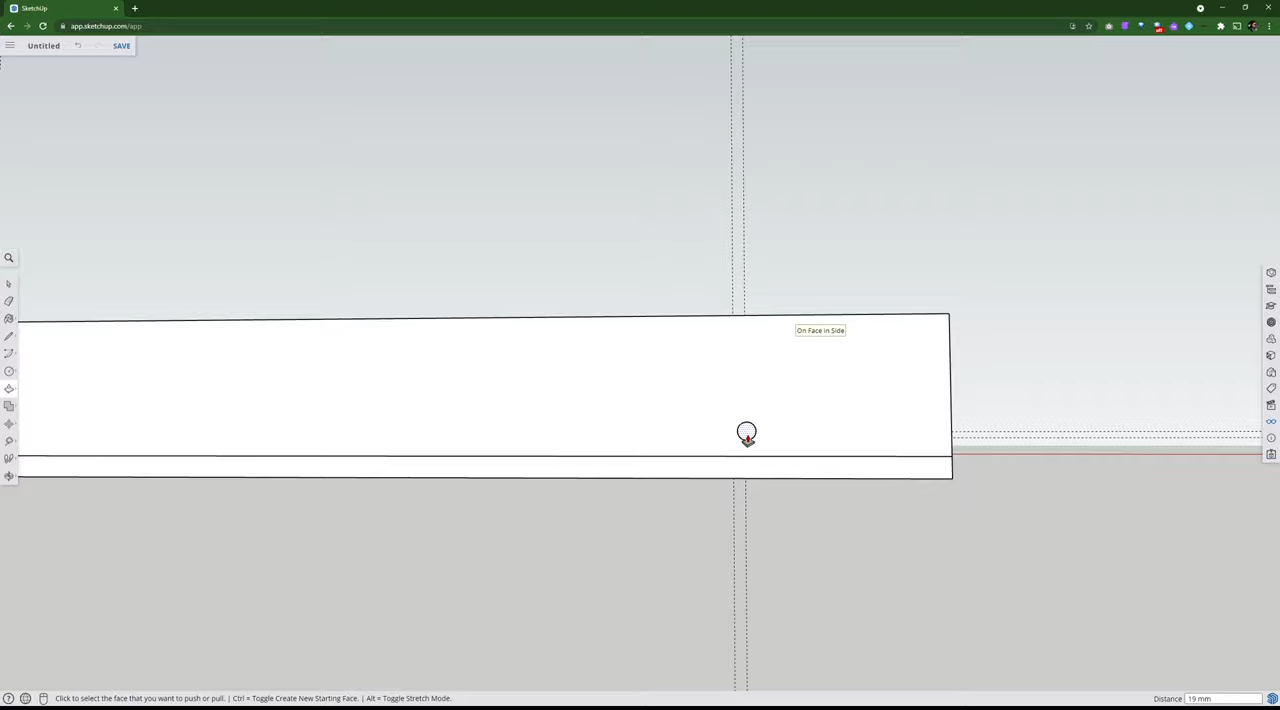 SketchUp
app.sketchup.com/app
Untitled
SAVE
On Face in Side
Click to select the face that you want to push or pull. | Ctrl = Toggle Create New Starting Face. | Alt = Toggle Stretch Mode.
Distance 19 mm